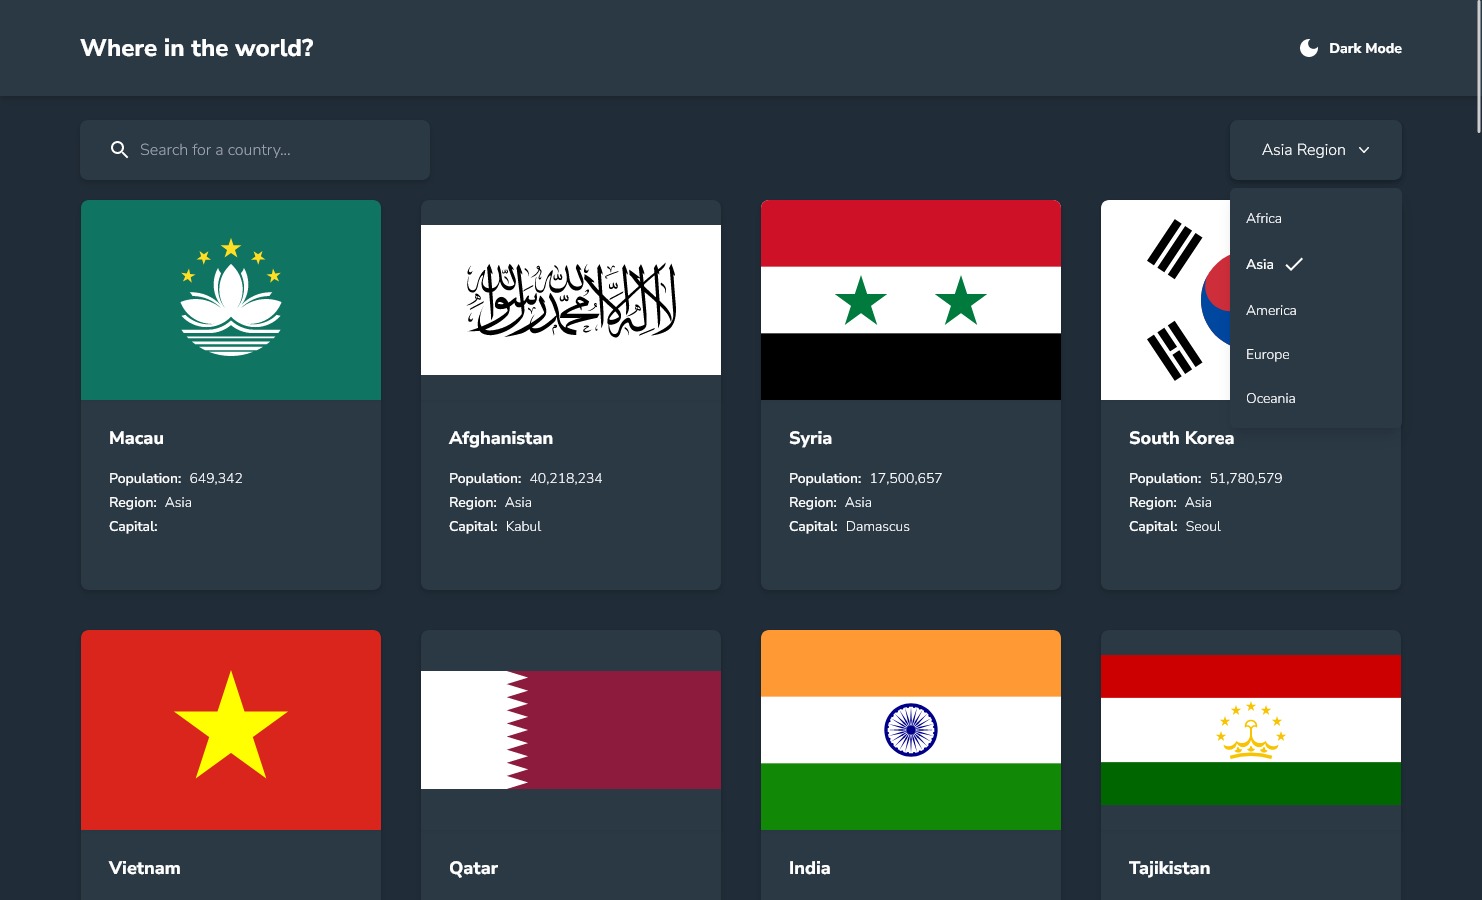 Where in the world?
Dark Mode
Search for a country...
Asia Region
Africa
Asia
America
Europe
Oceania
لا إله إلا الله محمد رسول الله
Macau
Population: 649,342
Region: Asia
Capital:
Afghanistan
Population: 40,218,234
Region: Asia
Capital: Kabul
Syria
Population: 17,500,657
Region: Asia
Capital: Damascus
South Korea
Population: 51,780,579
Region: Asia
Capital: Seoul
Vietnam
Qatar
India
Tajikistan